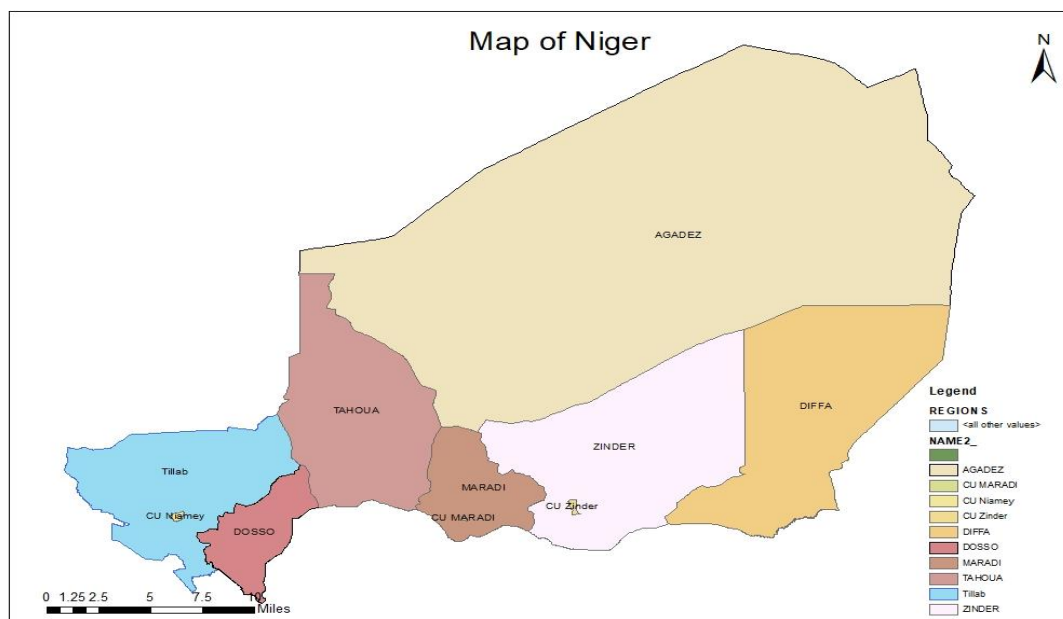 Map of Niger
N
AGADEZ
TAHOUA
DIFFA
ZINDER
Tillab
MARADI
CU Zinder
CU Niamey
CU MARADI
DOSSO
0 1.25 2.5 5 7.5 10
Miles
Legend
REGIONS
<all other values>
NAME2_
AGADEZ
CU MARADI
CU Niamey
CU Zinder
DIFFA
DOSSO
MARADI
TAHOUA
Tillab
ZINDER